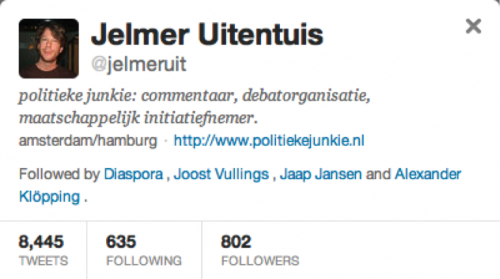 Jelmer Uitentuis
@jelmeruit
politieke junkie: commentaar, debatorganisatie,
maatschappelijk initiatiefnemer.
amsterdam/hamburg · http://www.politiekejunkie.nl
Followed by Diaspora , Joost Vullings , Jaap Jansen and Alexander
Klöpping .
8,445 635 802
TWEETS FOLLOWING FOLLOWERS